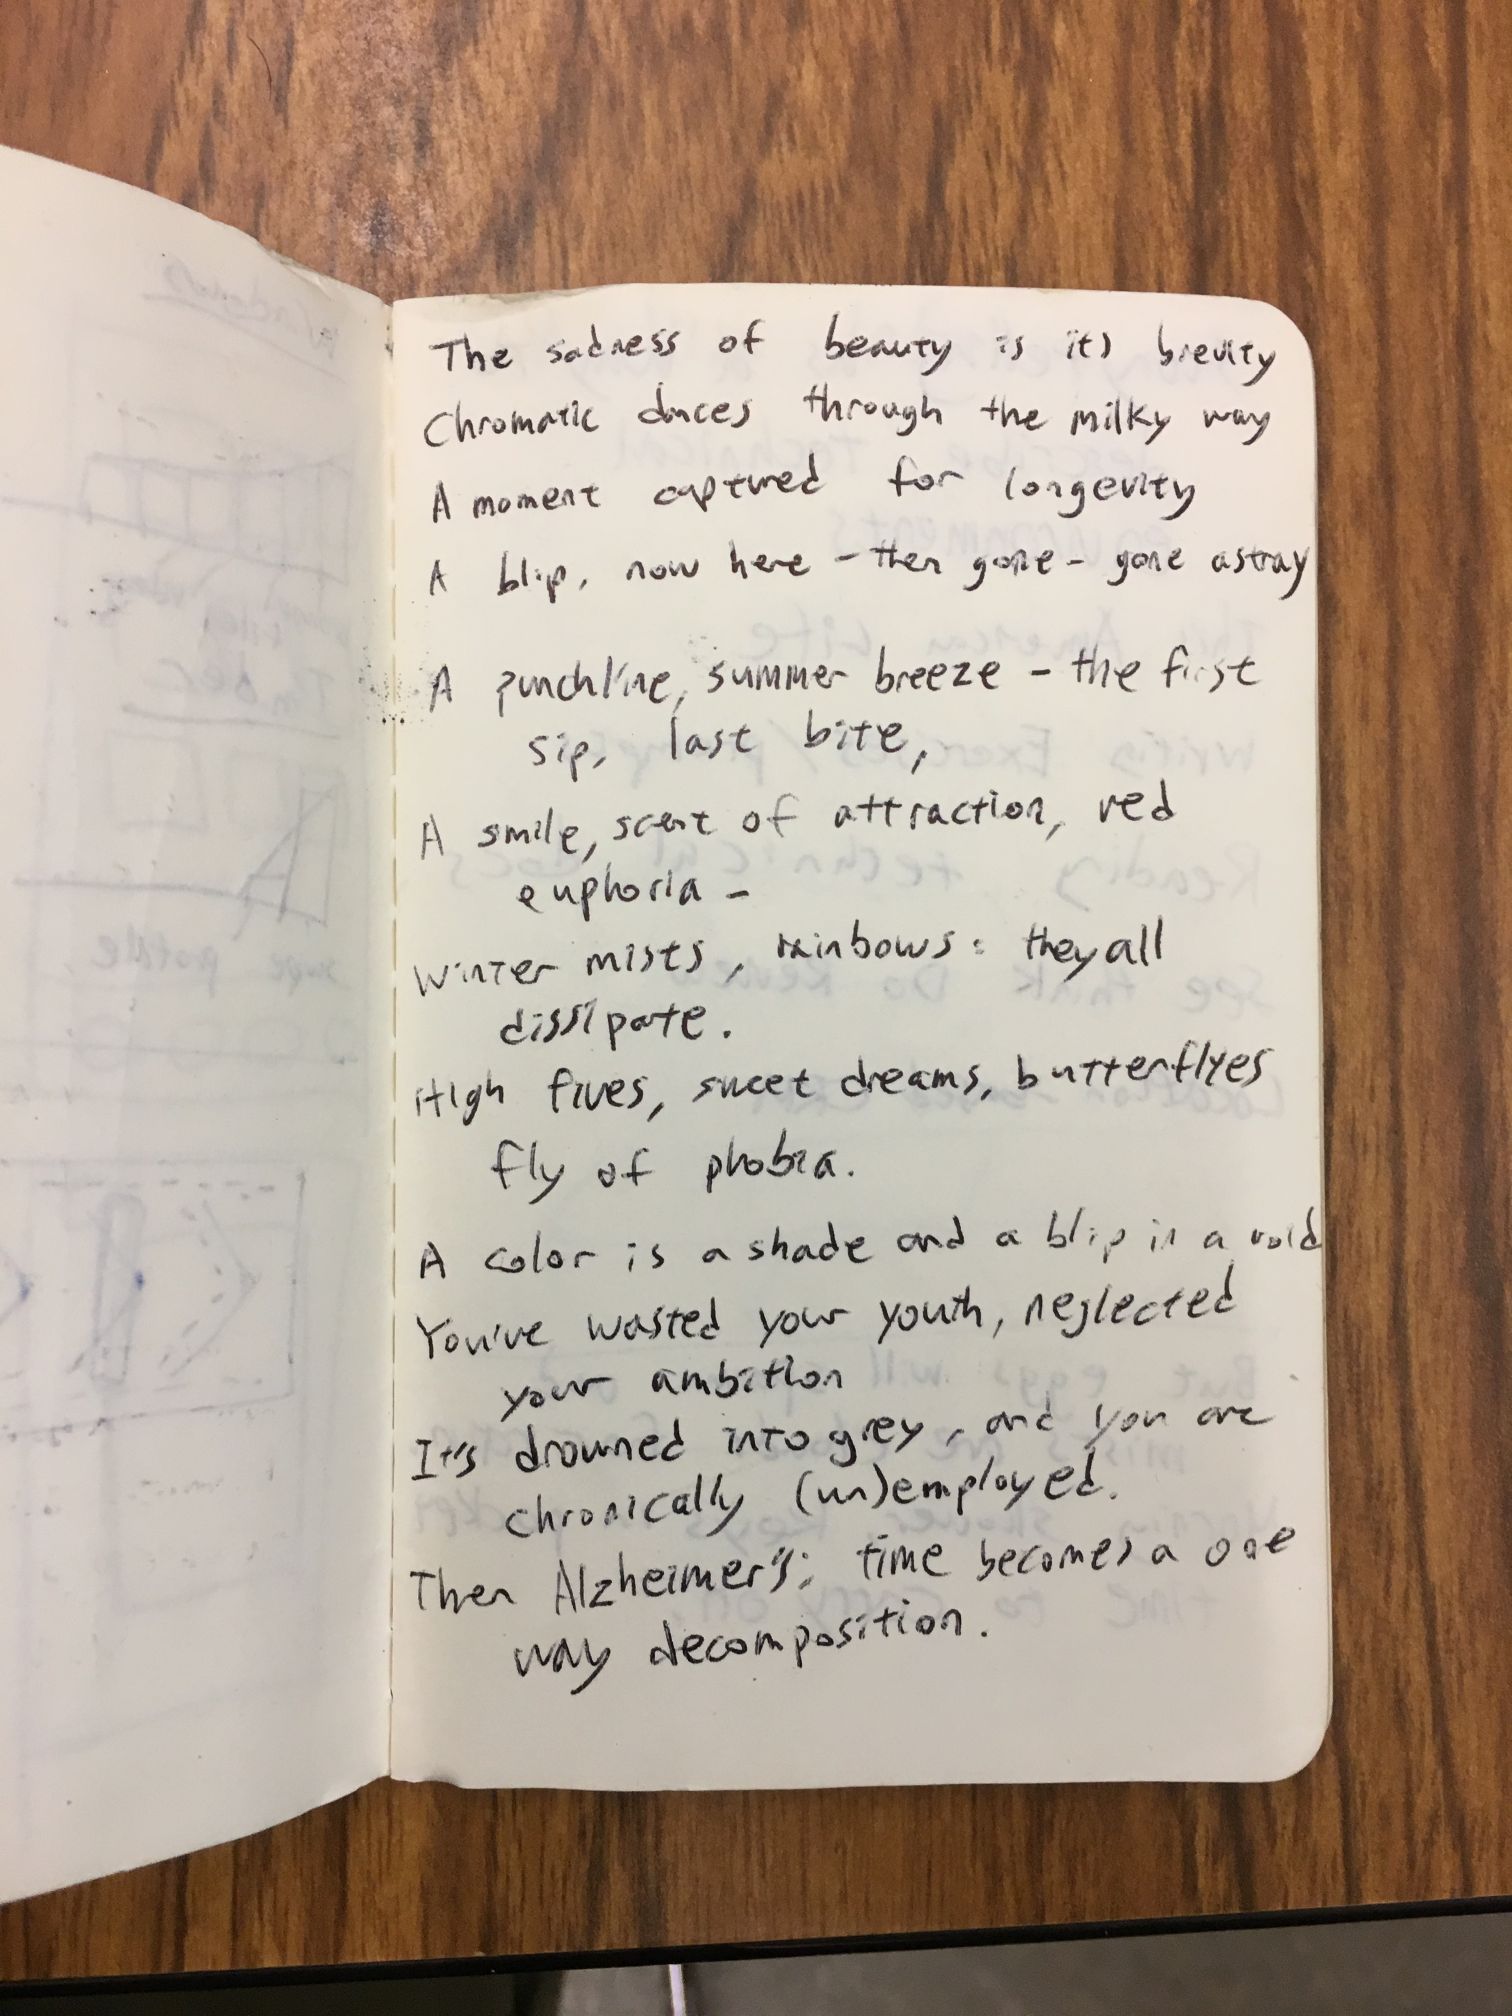 The sadness of beauty is its brevity
Chromatic dances through the milky way
A moment captured for longevity
A blip, now here - then gone - gone astray
A punchline, summer breeze - the first
sip, last bite,
A smile, scent of attraction, red
euphoria -
Winter mists, rainbows: they all
dissipate.
High fives, sweet dreams, butterflyes
fly of phobia.
A color is a shade and a blip in a void
You've wasted your youth, neglected
your ambition
It's drowned into grey, and you are
chronically (un)employed.
Then Alzheimer's; time becomes a one
way decomposition.